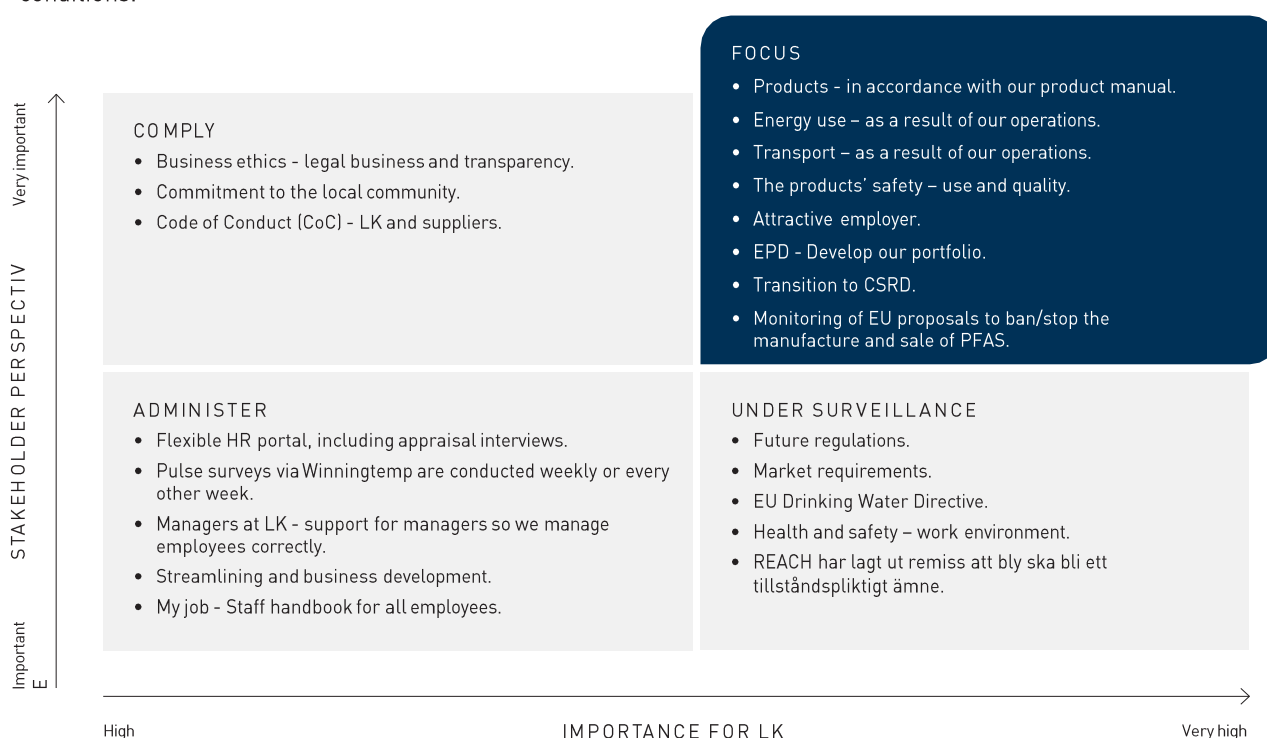 conditions.
FOCUS
• Products - in accordance with our product manual.
• Energy use – as a result of our operations.
• Transport – as a result of our operations.
• The products’ safety – use and quality.
• Attractive employer.
• EPD - Develop our portfolio.
• Transition to CSRD.
• Monitoring of EU proposals to ban/stop the
manufacture and sale of PFAS.
COMPLY
• Business ethics - legal business and transparency.
• Commitment to the local community.
• Code of Conduct (CoC) - LK and suppliers.
ADMINISTER
• Flexible HR portal, including appraisal interviews.
• Pulse surveys via Winningtemp are conducted weekly or every
other week.
• Managers at LK - support for managers so we manage
employees correctly.
• Streamlining and business development.
• My job - Staff handbook for all employees.
UNDER SURVEILLANCE
• Future regulations.
• Market requirements.
• EU Drinking Water Directive.
• Health and safety – work environment.
• REACH har lagt ut remiss att bly ska bli ett
tillståndspliktigt ämne.
Very important
STAKEHOLDER PERSPECTIV
E
Important
High
IMPORTANCE FOR LK
Very high